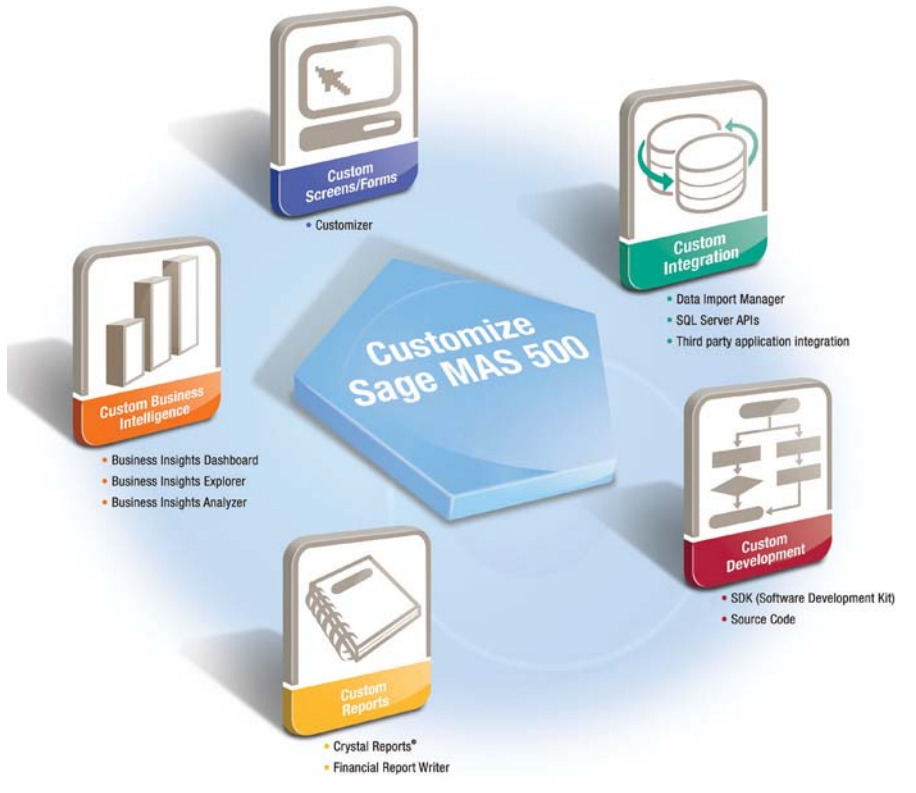 Custom
Screens/Forms
• Customizer
Custom
Integration
• Data Import Manager
• SQL Server APIs
• Third party application integration
Customize
Sage MAS 500
Custom Business
Intelligence
• Business Insights Dashboard
• Business Insights Explorer
• Business Insights Analyzer
Custom
Development
• SDK (Software Development Kit)
• Source Code
Custom
Reports
• Crystal Reports®
• Financial Report Writer